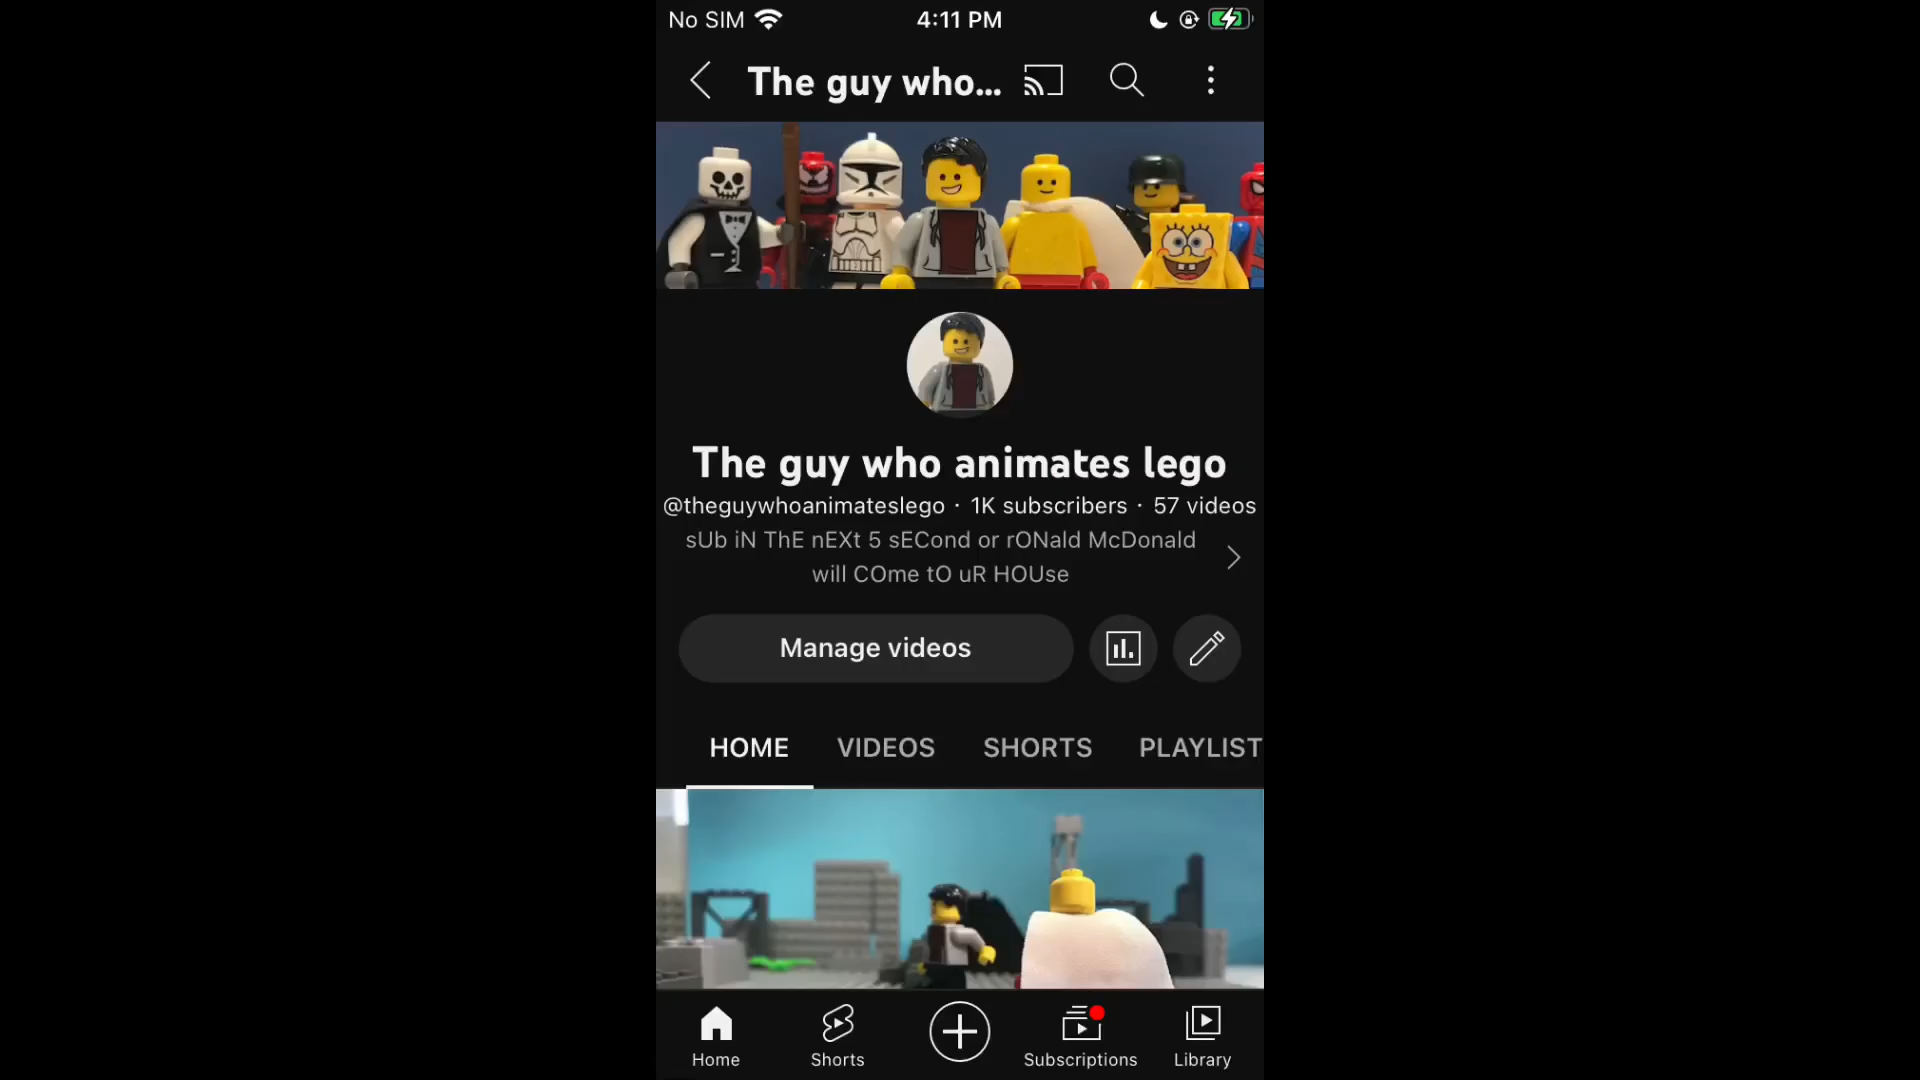 No SIM 4:11 PM
The guy who...
The guy who animates lego
@theguywhoanimateslego · 1K subscribers · 57 videos
sUb iN ThE nEXt 5 sECond or rONald McDonald
will COme tO uR HOUse
Manage videos
HOME VIDEOS SHORTS PLAYLIST
Home Shorts Subscriptions Library